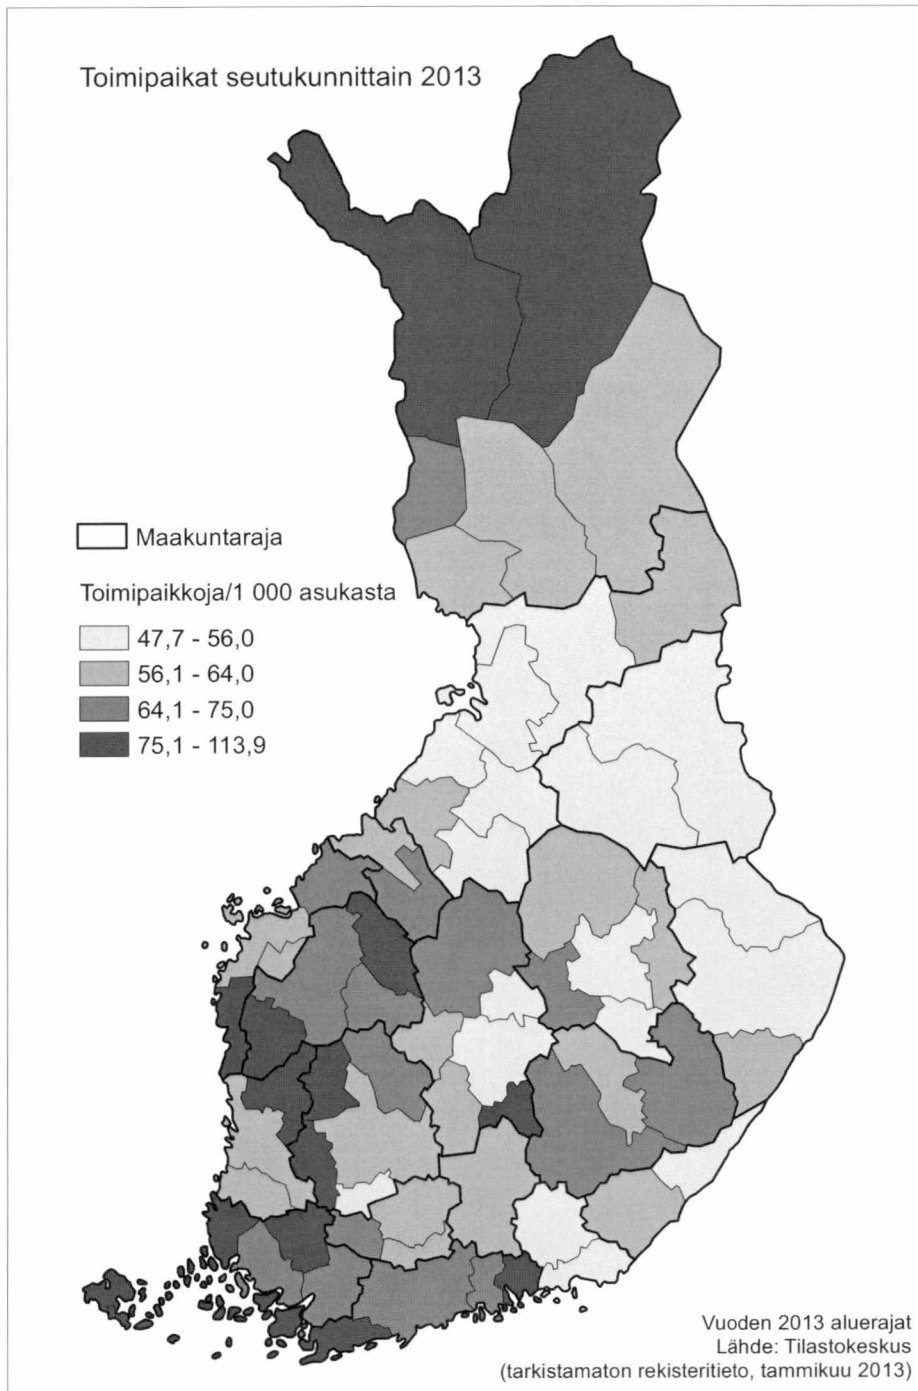 Toimipaikat seutukunnittain 2013
Maakuntaraja
Toimipaikkoja/1 000 asukasta
47,7 - 56,0
56,1 - 64,0
64,1 - 75,0
75,1 - 113,9
Vuoden 2013 aluerajat
Lähde: Tilastokeskus
(tarkistamaton rekisteritieto, tammikuu 2013)